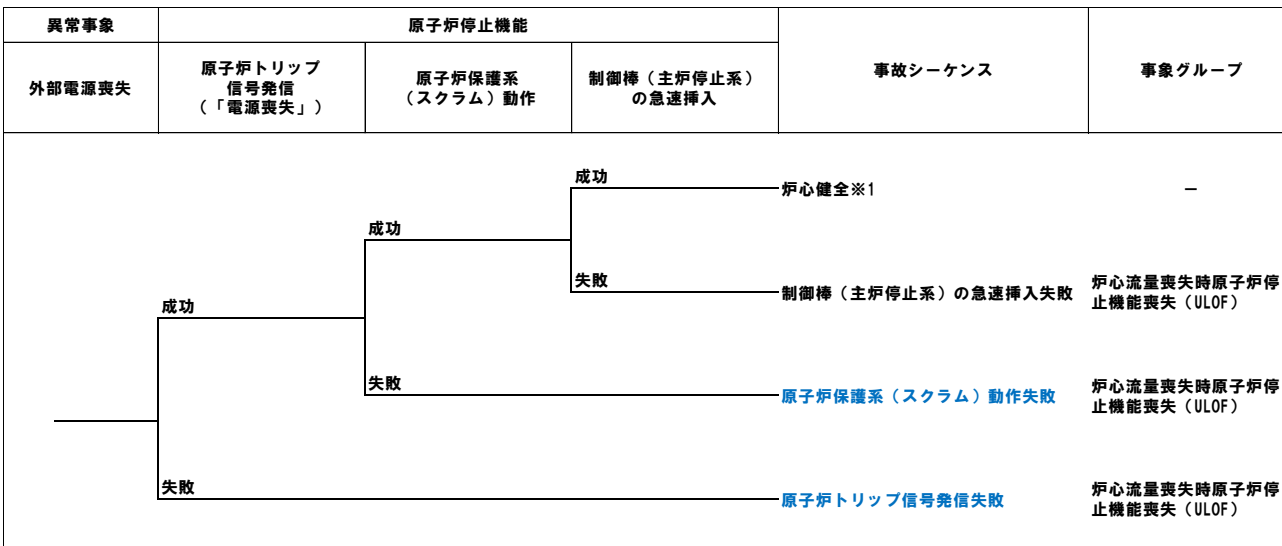 異常事象
原子炉停止機能
事故シーケンス
事象グループ
外部電源喪失
原子炉トリップ
信号発信
(「電源喪失」)
原子炉保護系
(スクラム)動作
制御棒(主炉停止系)
の急速挿入
成功
炉心健全※1
－
成功
失敗
制御棒(主炉停止系)の急速挿入失敗
炉心流量喪失時原子炉停
止機能喪失(ULOF)
成功
失敗
原子炉保護系(スクラム)動作失敗
炉心流量喪失時原子炉停
止機能喪失(ULOF)
失敗
原子炉トリップ信号発信失敗
炉心流量喪失時原子炉停
止機能喪失(ULOF)